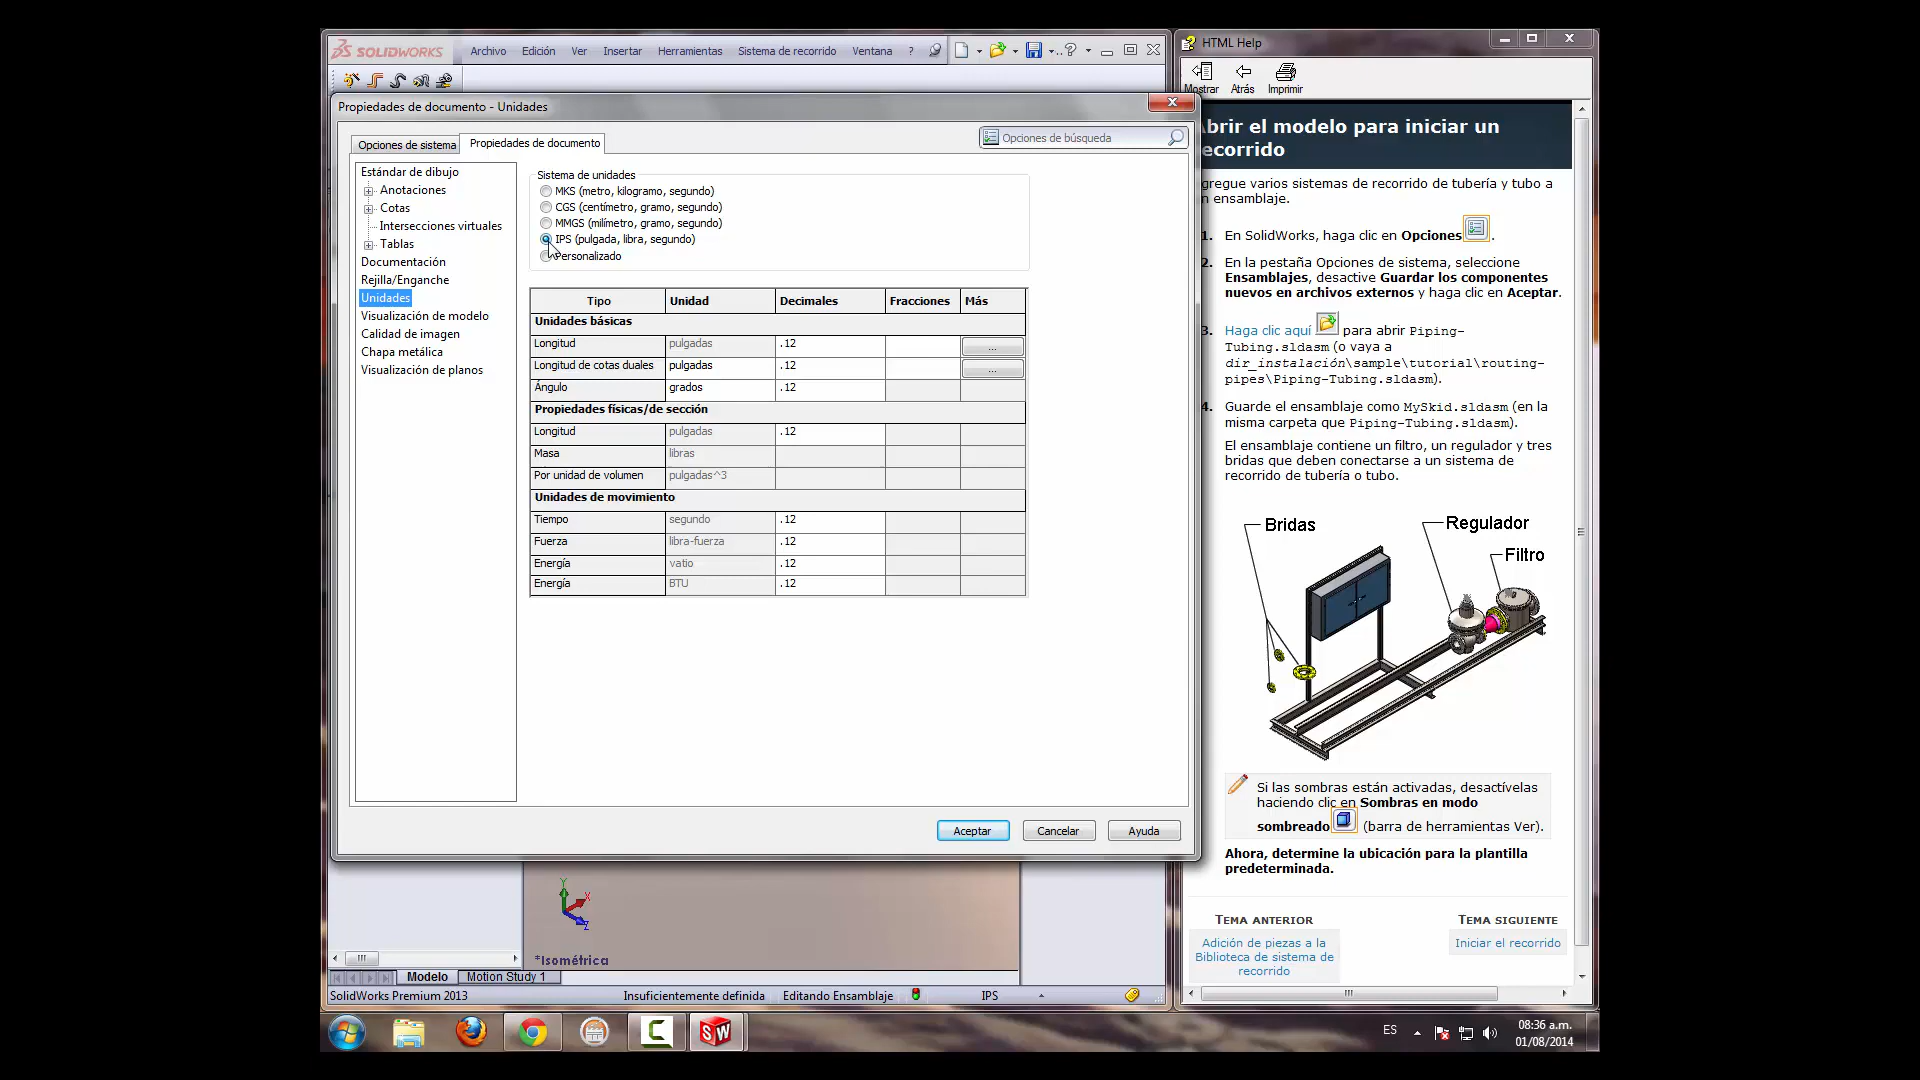 SOLIDWORKS Archivo Edición Ver Insertar Herramientas Sistema de recorrido Ventana ?
Propiedades de documento - Unidades
Opciones de sistema
Propiedades de documento
Opciones de búsqueda
Estándar de dibujo
Anotaciones
Cotas
Intersecciones virtuales
Tablas
Documentación
Rejilla/Enganche
Unidades
Visualización de modelo
Calidad de imagen
Chapa metálica
Visualización de planos
Sistema de unidades
MKS (metro, kilogramo, segundo)
CGS (centímetro, gramo, segundo)
MMGS (milímetro, gramo, segundo)
IPS (pulgada, libra, segundo)
Personalizado
Tipo Unidad Decimales Fracciones Más
Unidades básicas
Longitud pulgadas .12 ...
Longitud de cotas duales pulgadas .12 ...
Ángulo grados .12
Propiedades físicas/de sección
Longitud pulgadas .12
Masa libras
Por unidad de volumen pulgadas^3
Unidades de movimiento
Tiempo segundo .12
Fuerza libra-fuerza .12
Energía vatio .12
Energía BTU .12
Aceptar Cancelar Ayuda
Y
X
Z
*Isométrica
Modelo Motion Study 1
SolidWorks Premium 2013 Insuficientemente definida Editando Ensamblaje IPS
HTML Help
Mostrar Atrás Imprimir
brir el modelo para iniciar un
ecorrido
gregue varios sistemas de recorrido de tubería y tubo a
n ensamblaje.
1. En SolidWorks, haga clic en Opciones .
2. En la pestaña Opciones de sistema, seleccione
Ensamblajes, desactive Guardar los componentes
nuevos en archivos externos y haga clic en Aceptar.
3. Haga clic aquí para abrir Piping-
Tubing.sldasm (o vaya a
dir_instalación\sample\tutorial\routing-
pipes\Piping-Tubing.sldasm).
4. Guarde el ensamblaje como MySkid.sldasm (en la
misma carpeta que Piping-Tubing.sldasm).
El ensamblaje contiene un filtro, un regulador y tres
bridas que deben conectarse a un sistema de
recorrido de tubería o tubo.
Bridas
Regulador
Filtro
Si las sombras están activadas, desactívelas
haciendo clic en Sombras en modo
sombreado (barra de herramientas Ver).
Ahora, determine la ubicación para la plantilla
predeterminada.
TEMA ANTERIOR
Adición de piezas a la
Biblioteca de sistema de
recorrido
TEMA SIGUIENTE
Iniciar el recorrido
ES
08:36 a.m.
01/08/2014